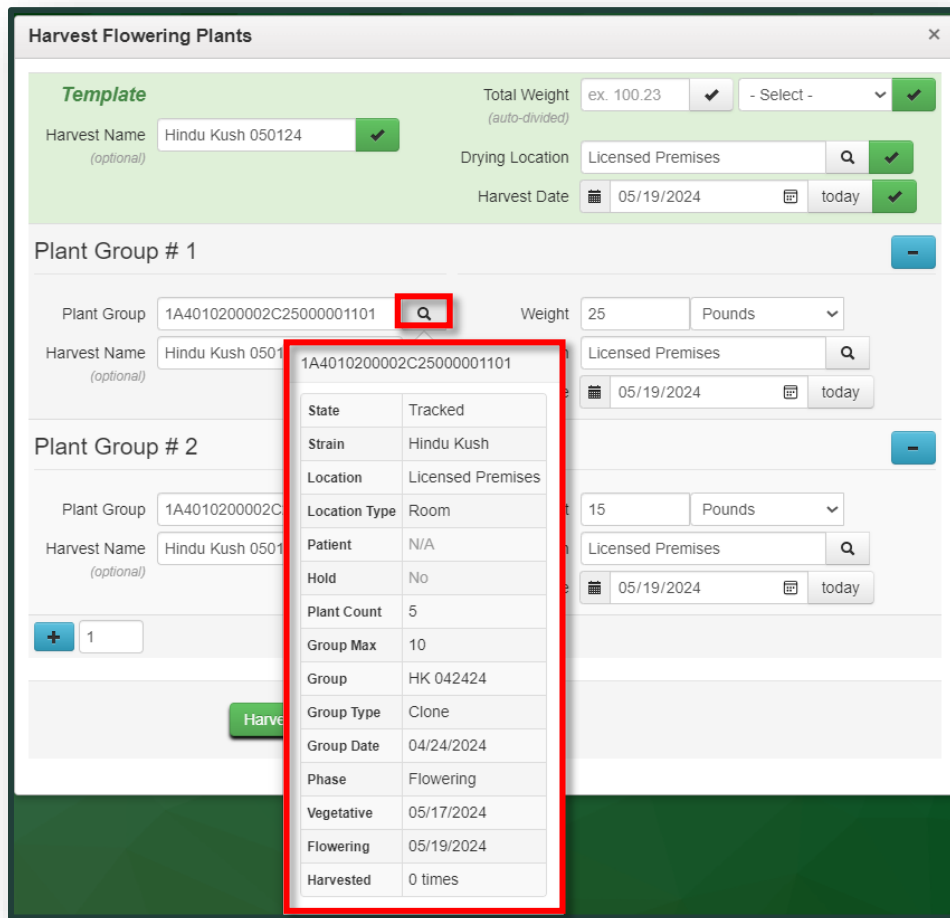 Harvest Flowering Plants ×
Template
Harvest Name Hindu Kush 050124
(optional)
Total Weight ex. 100.23 - Select -
(auto-divided)
Drying Location Licensed Premises
Harvest Date 05/19/2024 today
Plant Group # 1
Plant Group 1A4010200002C25000001101 Weight 25 Pounds
Harvest Name Hindu Kush 0501 Licensed Premises
(optional)
05/19/2024 today
1A4010200002C25000001101
State Tracked
Strain Hindu Kush
Location Licensed Premises
Location Type Room
Patient N/A
Hold No
Plant Count 5
Group Max 10
Group HK 042424
Group Type Clone
Group Date 04/24/2024
Phase Flowering
Vegetative 05/17/2024
Flowering 05/19/2024
Harvested 0 times
Plant Group # 2
Plant Group 1A4010200002C 15 Pounds
Harvest Name Hindu Kush 0501 Licensed Premises
(optional)
05/19/2024 today
1
Harve